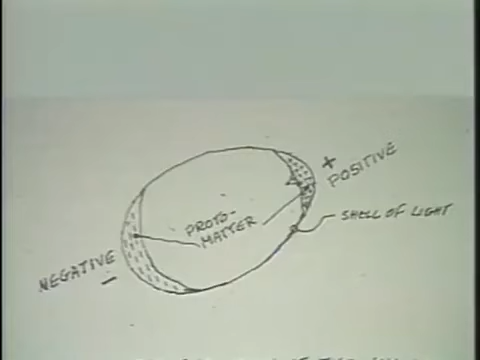 +
POSITIVE
PROTO-
MATTER
SHELL OF LIGHT
NEGATIVE
−